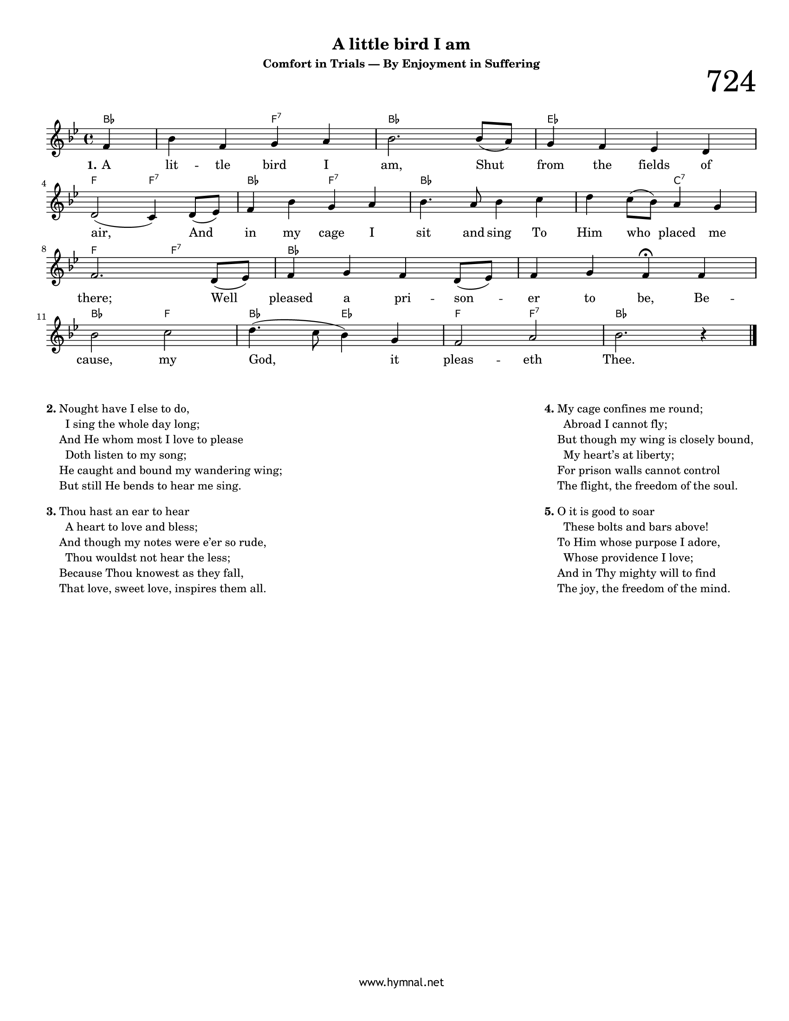 A little bird I am
Comfort in Trials — By Enjoyment in Suffering
724
B♭ F7 B♭ E♭
1. A lit - tle bird I am, Shut from the fields of
4 F F7 B♭ F7 B♭ C7
air, And in my cage I sit and sing To Him who placed me
8 F F7 B♭
there; Well pleased a pri - son - er to be, Be -
11 B♭ F B♭ E♭ F F7 B♭
cause, my God, it pleas - eth Thee.
2. Nought have I else to do,
I sing the whole day long;
And He whom most I love to please
Doth listen to my song;
He caught and bound my wandering wing;
But still He bends to hear me sing.
3. Thou hast an ear to hear
A heart to love and bless;
And though my notes were e'er so rude,
Thou wouldst not hear the less;
Because Thou knowest as they fall,
That love, sweet love, inspires them all.
4. My cage confines me round;
Abroad I cannot fly;
But though my wing is closely bound,
My heart's at liberty;
For prison walls cannot control
The flight, the freedom of the soul.
5. O it is good to soar
These bolts and bars above!
To Him whose purpose I adore,
Whose providence I love;
And in Thy mighty will to find
The joy, the freedom of the mind.
www.hymnal.net